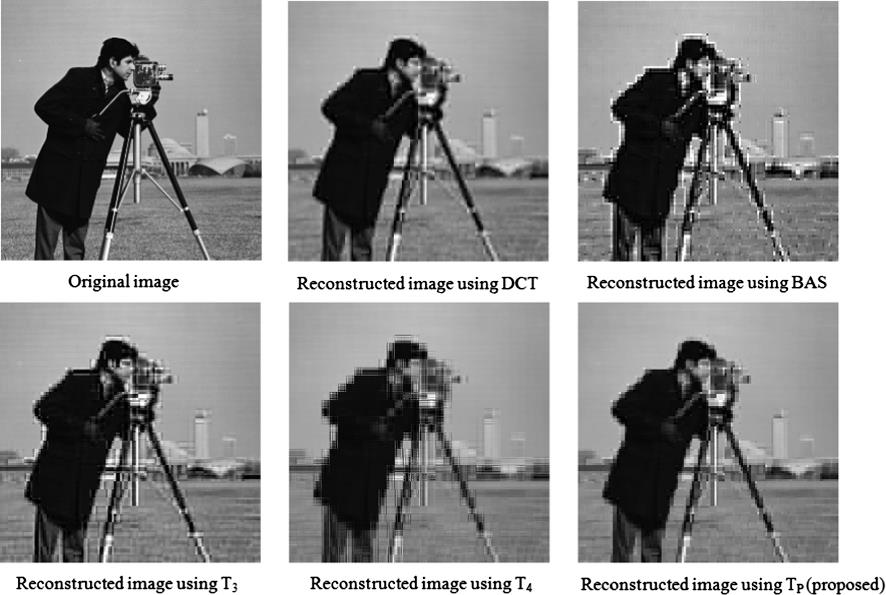 Original image
Reconstructed image using DCT
Reconstructed image using BAS
Reconstructed image using T₃
Reconstructed image using T₄
Reconstructed image using Tₚ (proposed)